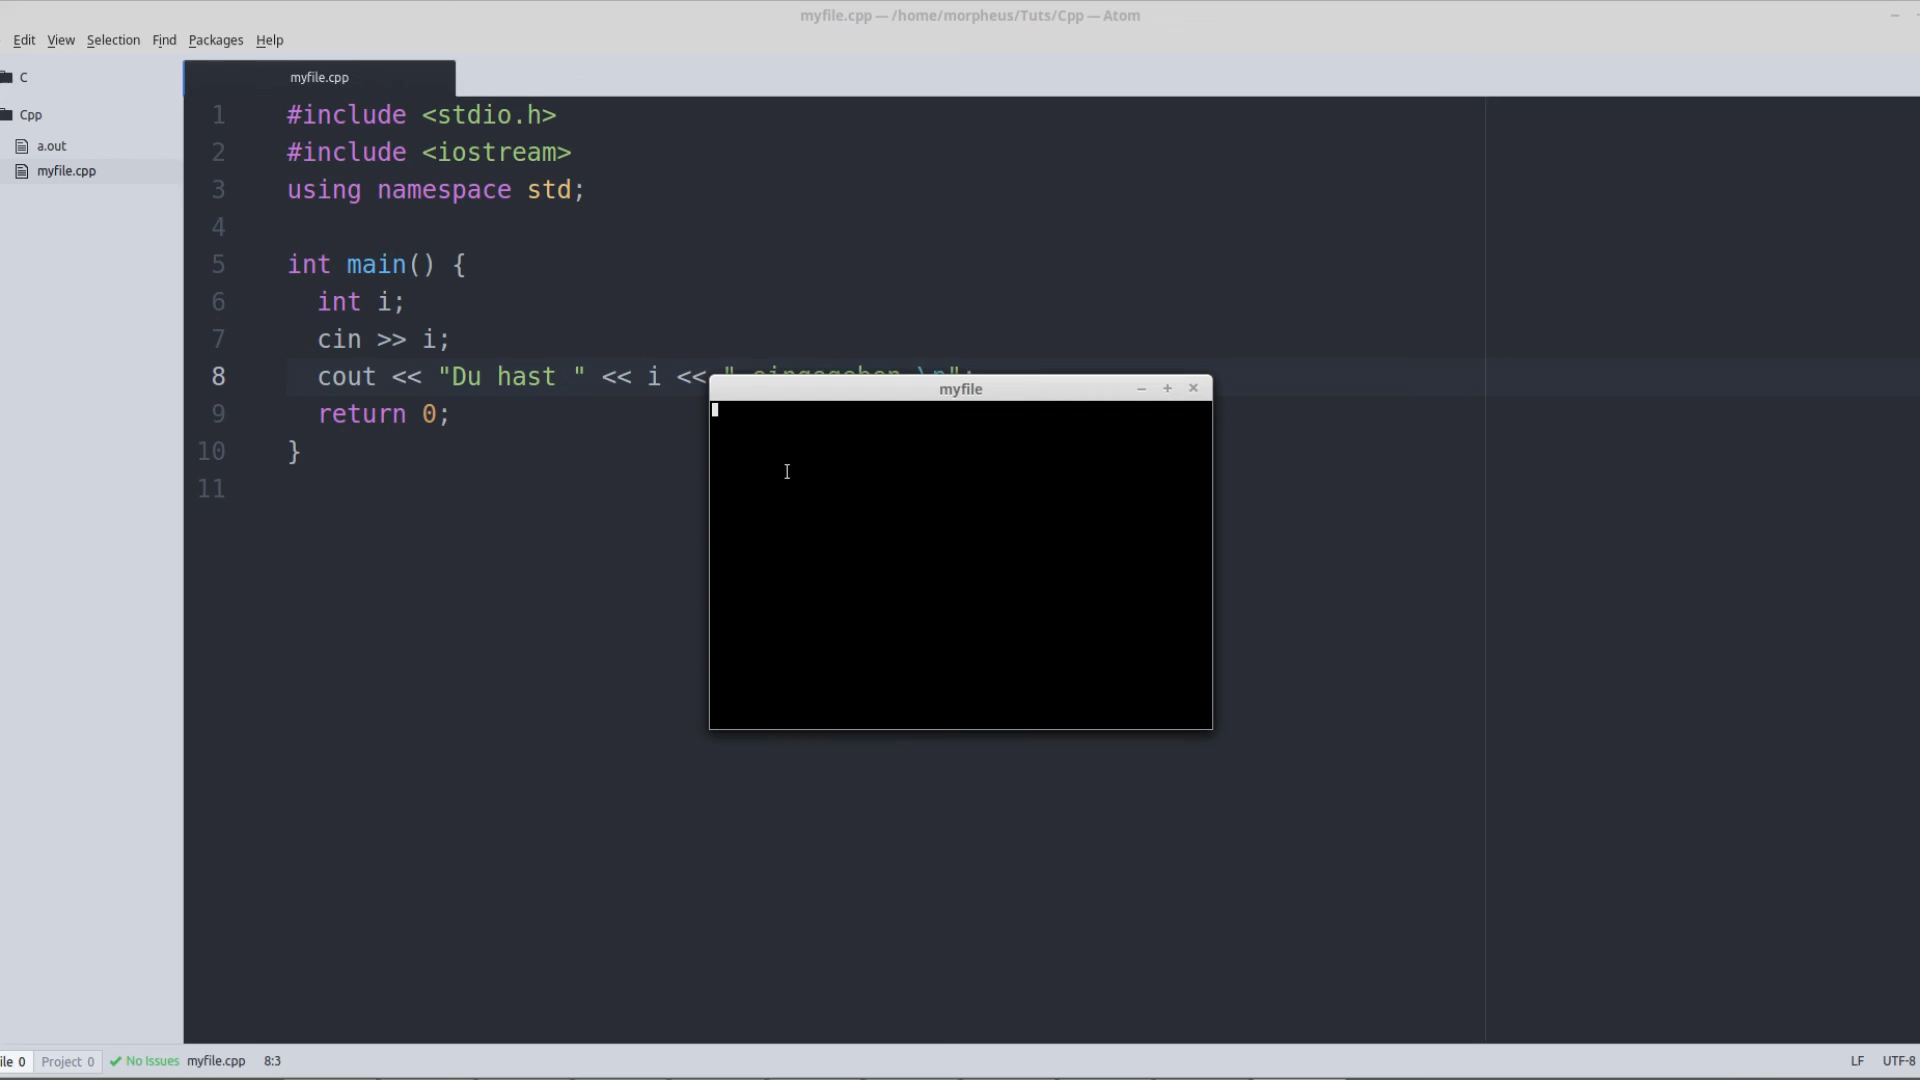 myfile.cpp — /home/morpheus/Tuts/Cpp — Atom
Edit View Selection Find Packages Help
C
Cpp
a.out
myfile.cpp
myfile.cpp
1 #include <stdio.h>
2 #include <iostream>
3 using namespace std;
4
5 int main() {
6 int i;
7 cin >> i;
8 cout << "Du hast " << i << " eingegeben \n";
9 return 0;
10 }
11
myfile
ile 0 Project 0 No Issues myfile.cpp 8:3 LF UTF-8